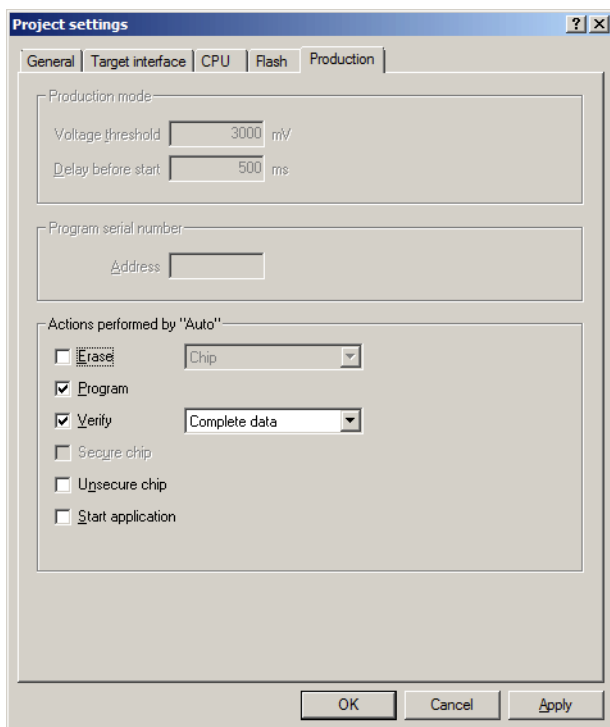 Project settings
General Target interface CPU Flash Production
Production mode
Voltage threshold 3000 mV
Delay before start 500 ms
Program serial number
Address
Actions performed by "Auto"
Erase Chip
Program
Verify Complete data
Secure chip
Unsecure chip
Start application
OK Cancel Apply